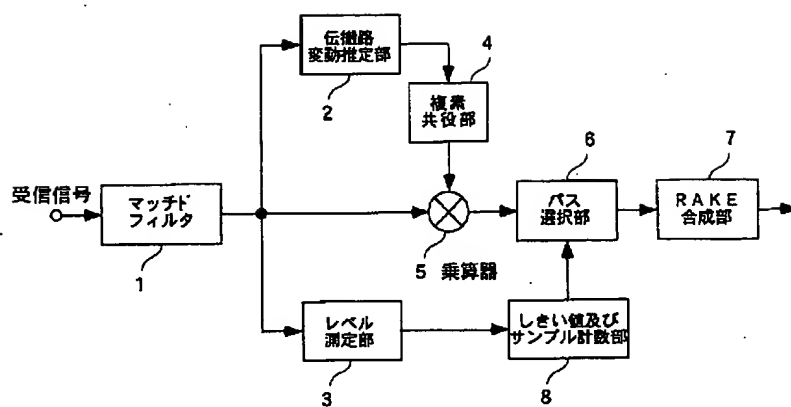 伝搬路
変動推定部
2
4
複素
共役部
受信信号
マッチド
フィルタ
1
5 乗算器
6
パス
選択部
7
RAKE
合成部
レベル
測定部
3
しきい値及び
サンプル計数部
8